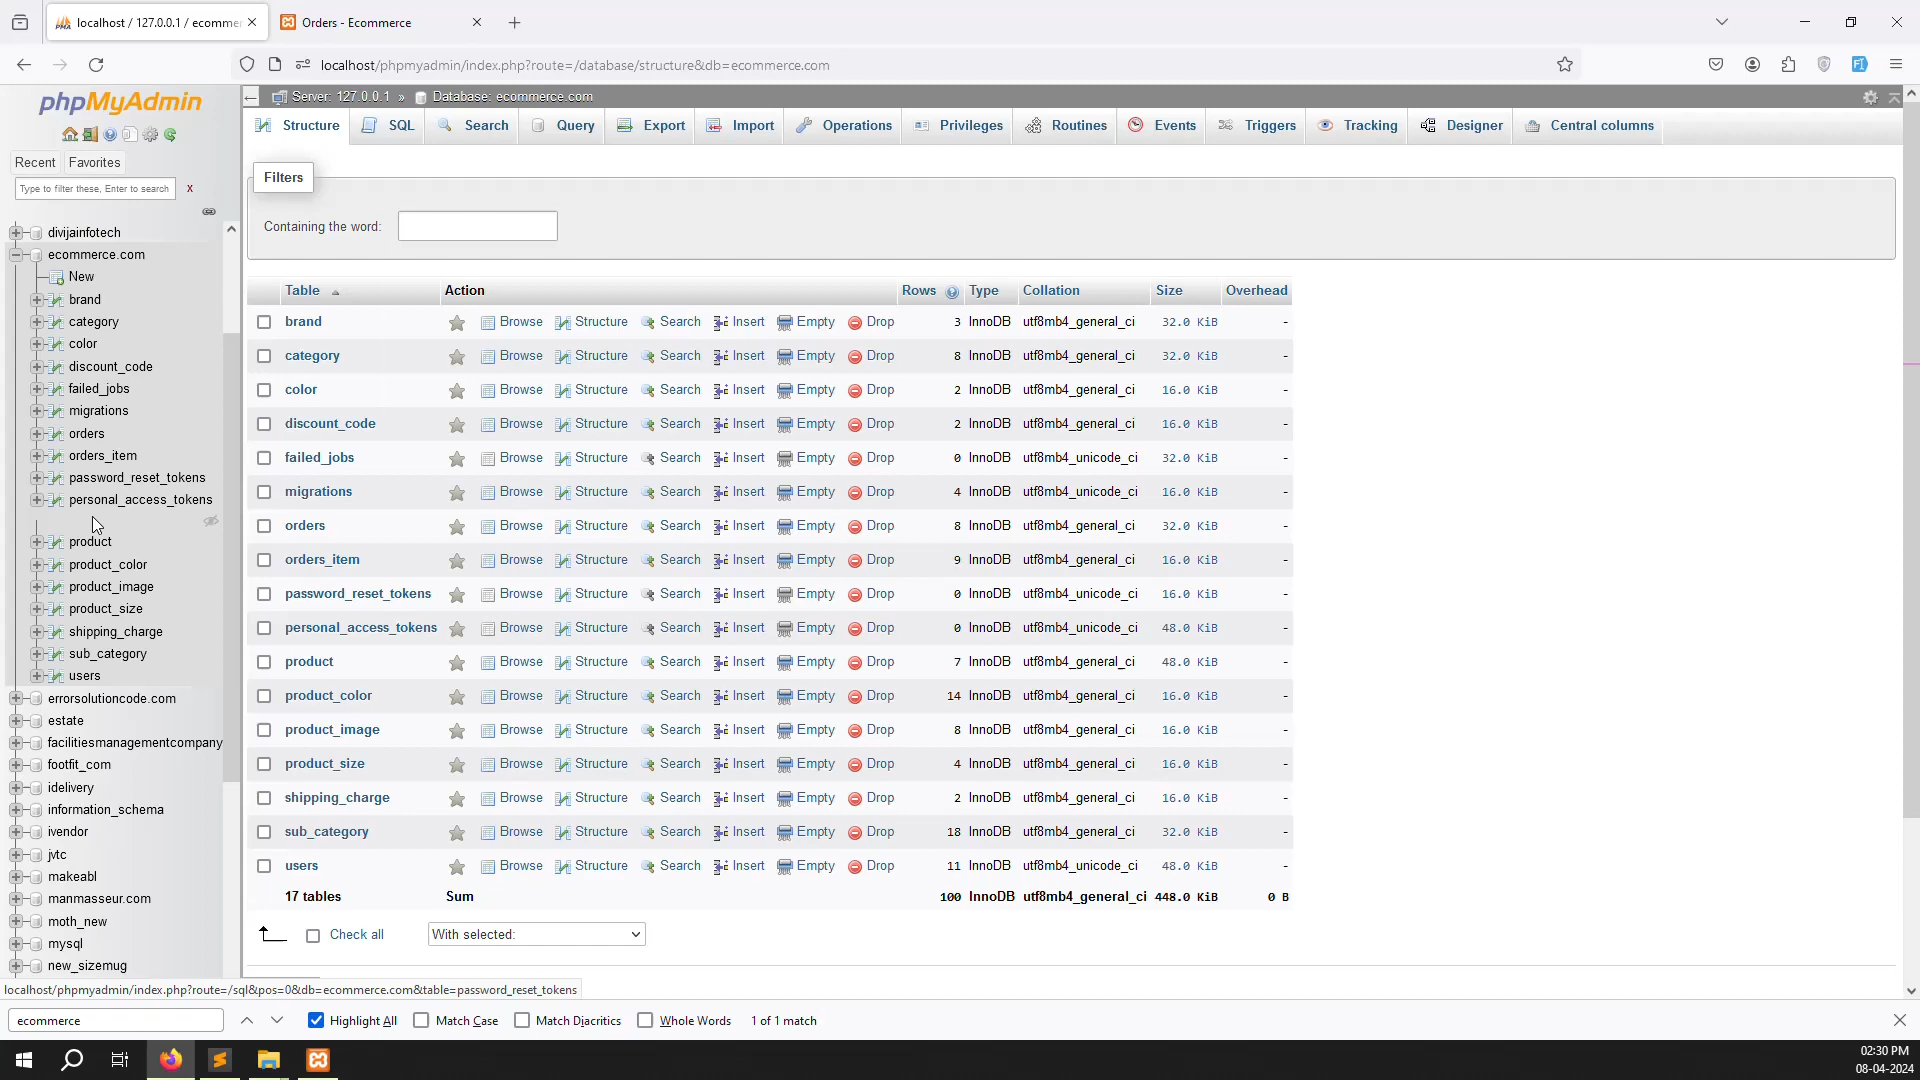 localhost / 127.0.0.1 / ecomme
Orders - Ecommerce
localhost/phpmyadmin/index.php?route=/database/structure&db=ecommerce.com
phpMyAdmin
Recent Favorites
Type to filter these, Enter to search X
divijainfotech
ecommerce.com
New
brand
category
color
discount_code
failed_jobs
migrations
orders
orders_item
password_reset_tokens
personal_access_tokens
product
product_color
product_image
product_size
shipping_charge
sub_category
users
errorsolutioncode.com
estate
facilitiesmanagementcompany
footfit_com
idelivery
information_schema
ivendor
jvtc
makeabl
manmasseur.com
moth_new
mysql
new_sizemug
Server: 127.0.0.1 » Database: ecommerce.com
Structure SQL Search Query Export Import Operations Privileges Routines Events Triggers Tracking Designer Central columns
Filters
Containing the word:
Table Action Rows Type Collation Size Overhead
brand Browse Structure Search Insert Empty Drop 3 InnoDB utf8mb4_general_ci 32.0 KiB -
category Browse Structure Search Insert Empty Drop 8 InnoDB utf8mb4_general_ci 32.0 KiB -
color Browse Structure Search Insert Empty Drop 2 InnoDB utf8mb4_general_ci 16.0 KiB -
discount_code Browse Structure Search Insert Empty Drop 2 InnoDB utf8mb4_general_ci 16.0 KiB -
failed_jobs Browse Structure Search Insert Empty Drop 0 InnoDB utf8mb4_unicode_ci 32.0 KiB -
migrations Browse Structure Search Insert Empty Drop 4 InnoDB utf8mb4_unicode_ci 16.0 KiB -
orders Browse Structure Search Insert Empty Drop 8 InnoDB utf8mb4_general_ci 32.0 KiB -
orders_item Browse Structure Search Insert Empty Drop 9 InnoDB utf8mb4_general_ci 16.0 KiB -
password_reset_tokens Browse Structure Search Insert Empty Drop 0 InnoDB utf8mb4_unicode_ci 16.0 KiB -
personal_access_tokens Browse Structure Search Insert Empty Drop 0 InnoDB utf8mb4_unicode_ci 48.0 KiB -
product Browse Structure Search Insert Empty Drop 7 InnoDB utf8mb4_general_ci 48.0 KiB -
product_color Browse Structure Search Insert Empty Drop 14 InnoDB utf8mb4_general_ci 16.0 KiB -
product_image Browse Structure Search Insert Empty Drop 8 InnoDB utf8mb4_general_ci 16.0 KiB -
product_size Browse Structure Search Insert Empty Drop 4 InnoDB utf8mb4_general_ci 16.0 KiB -
shipping_charge Browse Structure Search Insert Empty Drop 2 InnoDB utf8mb4_general_ci 16.0 KiB -
sub_category Browse Structure Search Insert Empty Drop 18 InnoDB utf8mb4_general_ci 32.0 KiB -
users Browse Structure Search Insert Empty Drop 11 InnoDB utf8mb4_unicode_ci 48.0 KiB -
17 tables Sum 100 InnoDB utf8mb4_general_ci 448.0 KiB 0 B
Check all With selected:
localhost/phpmyadmin/index.php?route=/sql&pos=0&db=ecommerce.com&table=password_reset_tokens
ecommerce Highlight All Match Case Match Diacritics Whole Words 1 of 1 match
02:30 PM
08-04-2024